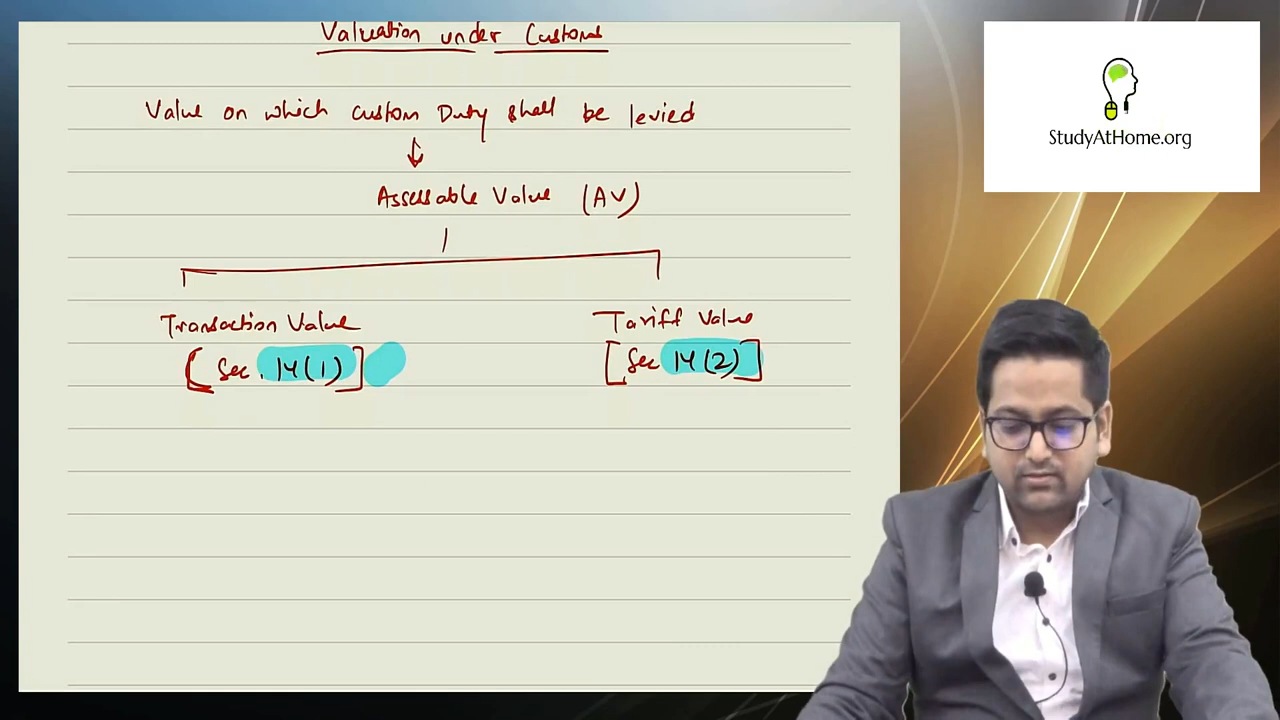 Valuation under Customs
Value on which custom Duty shall be levied
Assessable Value (AV)
Transaction Value
[Sec. 14(1)]
Tariff Value
[Sec 14(2)]
StudyAtHome.org